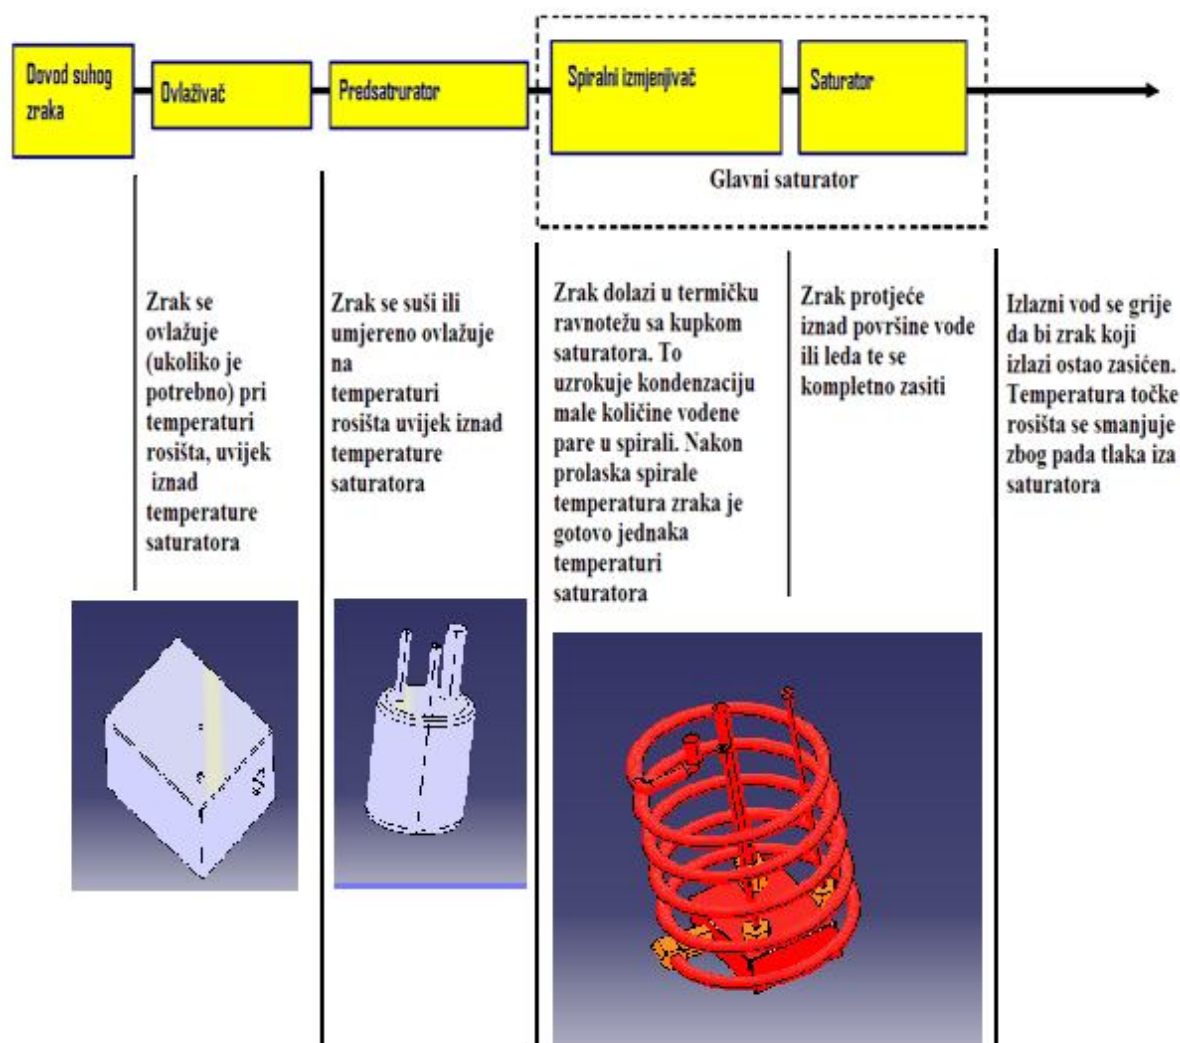 Dovod suhog
zraka
Ovlaživač
Predsatrurator
Spiralni izmjenjivač
Saturator
Glavni saturator
Zrak se
ovlažuje
(ukoliko je
potrebno) pri
temperaturi
rosišta, uvijek
iznad
temperature
saturatora
Zrak se suši ili
umjereno ovlažuje
na
temperaturi
rosišta uvijek iznad
temperature
saturatora
Zrak dolazi u termičku
ravnotežu sa kupkom
saturatora. To
uzrokuje kondenzaciju
male količine vodene
pare u spirali. Nakon
prolaska spirale
temperatura zraka je
gotovo jednaka
temperaturi
saturatora
Zrak protjeće
iznad površine vode
ili leda te se
kompletno zasiti
Izlazni vod se grije
da bi zrak koji
izlazi ostao zasićen.
Temperatura točke
rosišta se smanjuje
zbog pada tlaka iza
saturatora